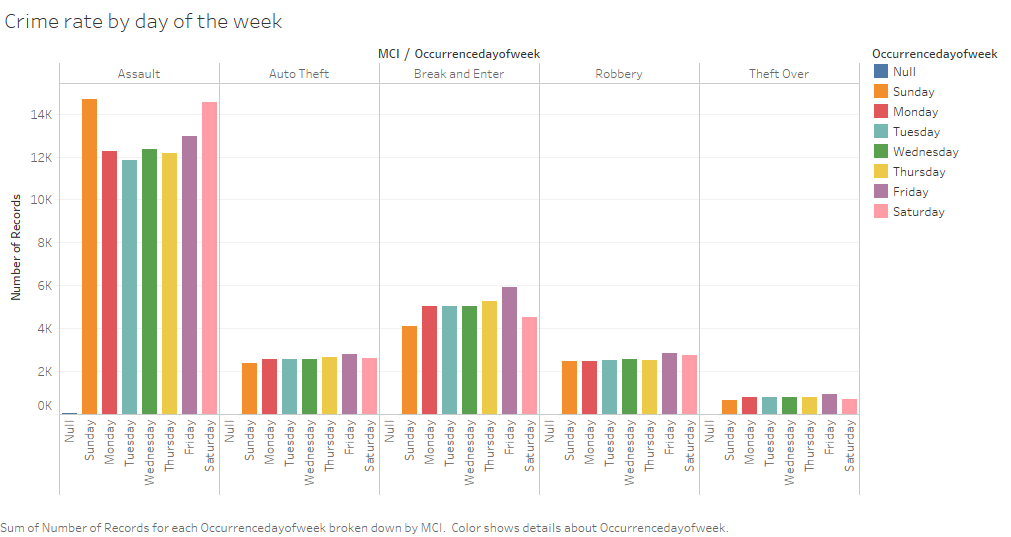 Crime rate by day of the week
MCI / Occurrencedayofweek
Assault
Auto Theft
Break and Enter
Robbery
Theft Over
Number of Records
14K
12K
10K
8K
6K
4K
2K
0K
Null
Sunday
Monday
Tuesday
Wednesday
Thursday
Friday
Saturday
Null
Sunday
Monday
Tuesday
Wednesday
Thursday
Friday
Saturday
Null
Sunday
Monday
Tuesday
Wednesday
Thursday
Friday
Saturday
Null
Sunday
Monday
Tuesday
Wednesday
Thursday
Friday
Saturday
Null
Sunday
Monday
Tuesday
Wednesday
Thursday
Friday
Saturday
Occurrencedayofweek
Null
Sunday
Monday
Tuesday
Wednesday
Thursday
Friday
Saturday
Sum of Number of Records for each Occurrencedayofweek broken down by MCI.  Color shows details about Occurrencedayofweek.